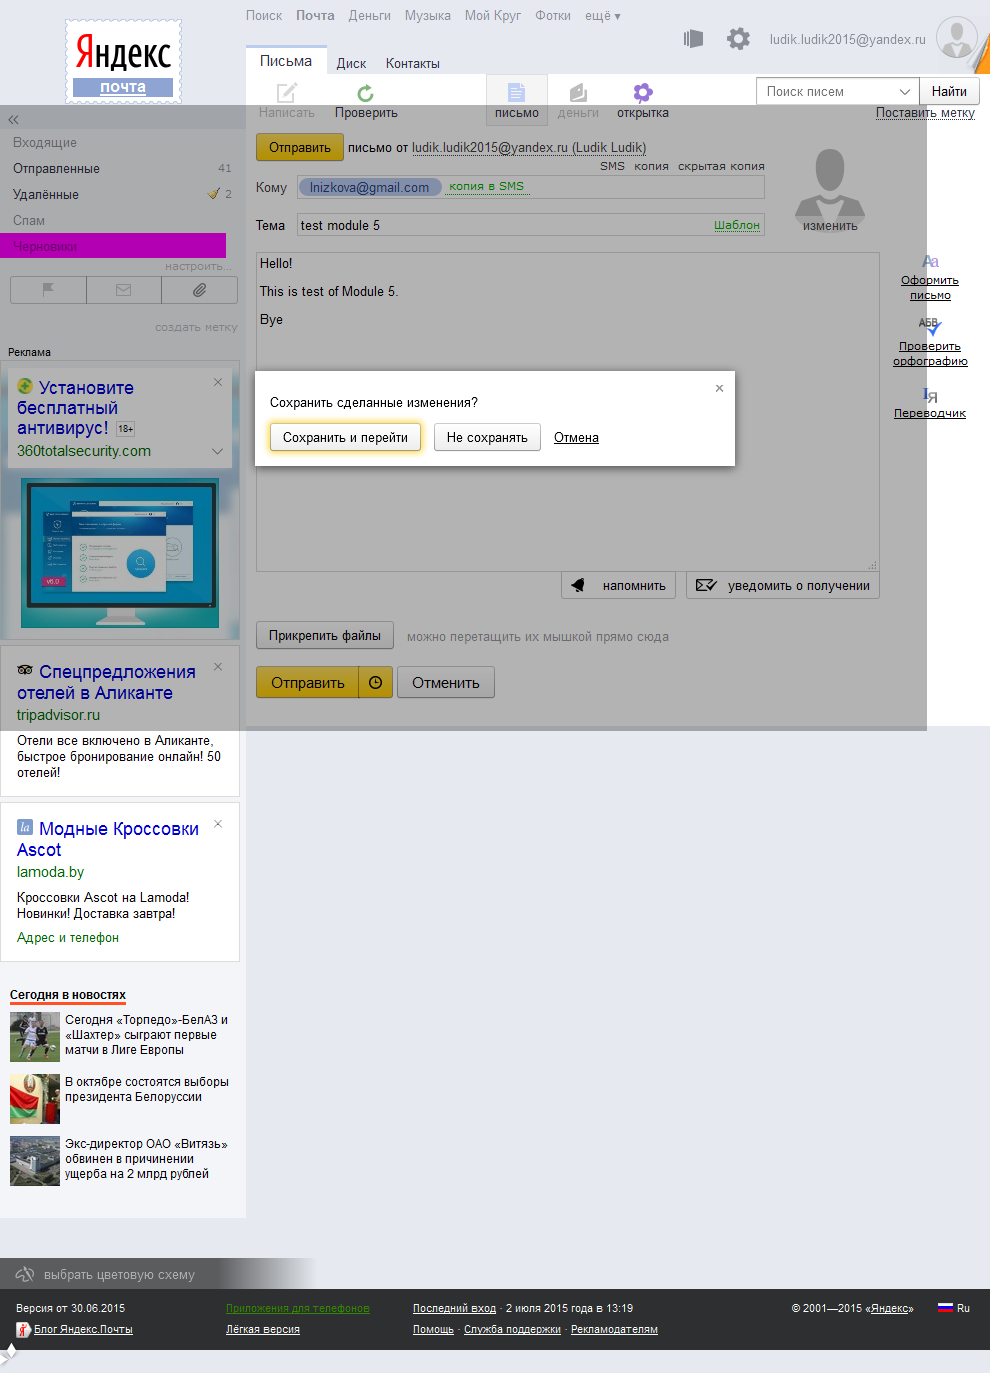 Поиск Почта Деньги Музыка Мой Круг Фотки ещё ▾
Яндекс
почта
ludik.ludik2015@yandex.ru
Письма Диск Контакты
Написать Проверить письмо деньги открытка
Поиск писем Найти
Поставить метку
Входящие
Отправленные 41
Удалённые 2
Спам
Черновики
настроить...
создать метку
Отправить письмо от ludik.ludik2015@yandex.ru (Ludik Ludik)
SMS копия скрытая копия
Кому lnizkova@gmail.com копия в SMS
Тема test module 5 Шаблон
изменить
Hello!
This is test of Module 5.
Bye
Аа
Оформить
письмо
АБВ
Проверить
орфографию
Переводчик
Сохранить сделанные изменения?
Сохранить и перейти Не сохранять Отмена
напомнить уведомить о получении
Прикрепить файлы можно перетащить их мышкой прямо сюда
Отправить Отменить
Реклама
Установите
бесплатный
антивирус! 18+
360totalsecurity.com
v6.0
Спецпредложения
отелей в Аликанте
tripadvisor.ru
Отели все включено в Аликанте,
быстрое бронирование онлайн! 50
отелей!
la Модные Кроссовки
Ascot
lamoda.by
Кроссовки Ascot на Lamoda!
Новинки! Доставка завтра!
Адрес и телефон
Сегодня в новостях
Сегодня «Торпедо»-БелАЗ и
«Шахтер» сыграют первые
матчи в Лиге Европы
В октябре состоятся выборы
президента Белоруссии
Экс-директор ОАО «Витязь»
обвинен в причинении
ущерба на 2 млрд рублей
выбрать цветовую схему
Версия от 30.06.2015 Приложения для телефонов Последний вход · 2 июля 2015 года в 13:19 © 2001—2015 «Яндекс» Ru
Блог Яндекс.Почты Лёгкая версия Помощь · Служба поддержки · Рекламодателям